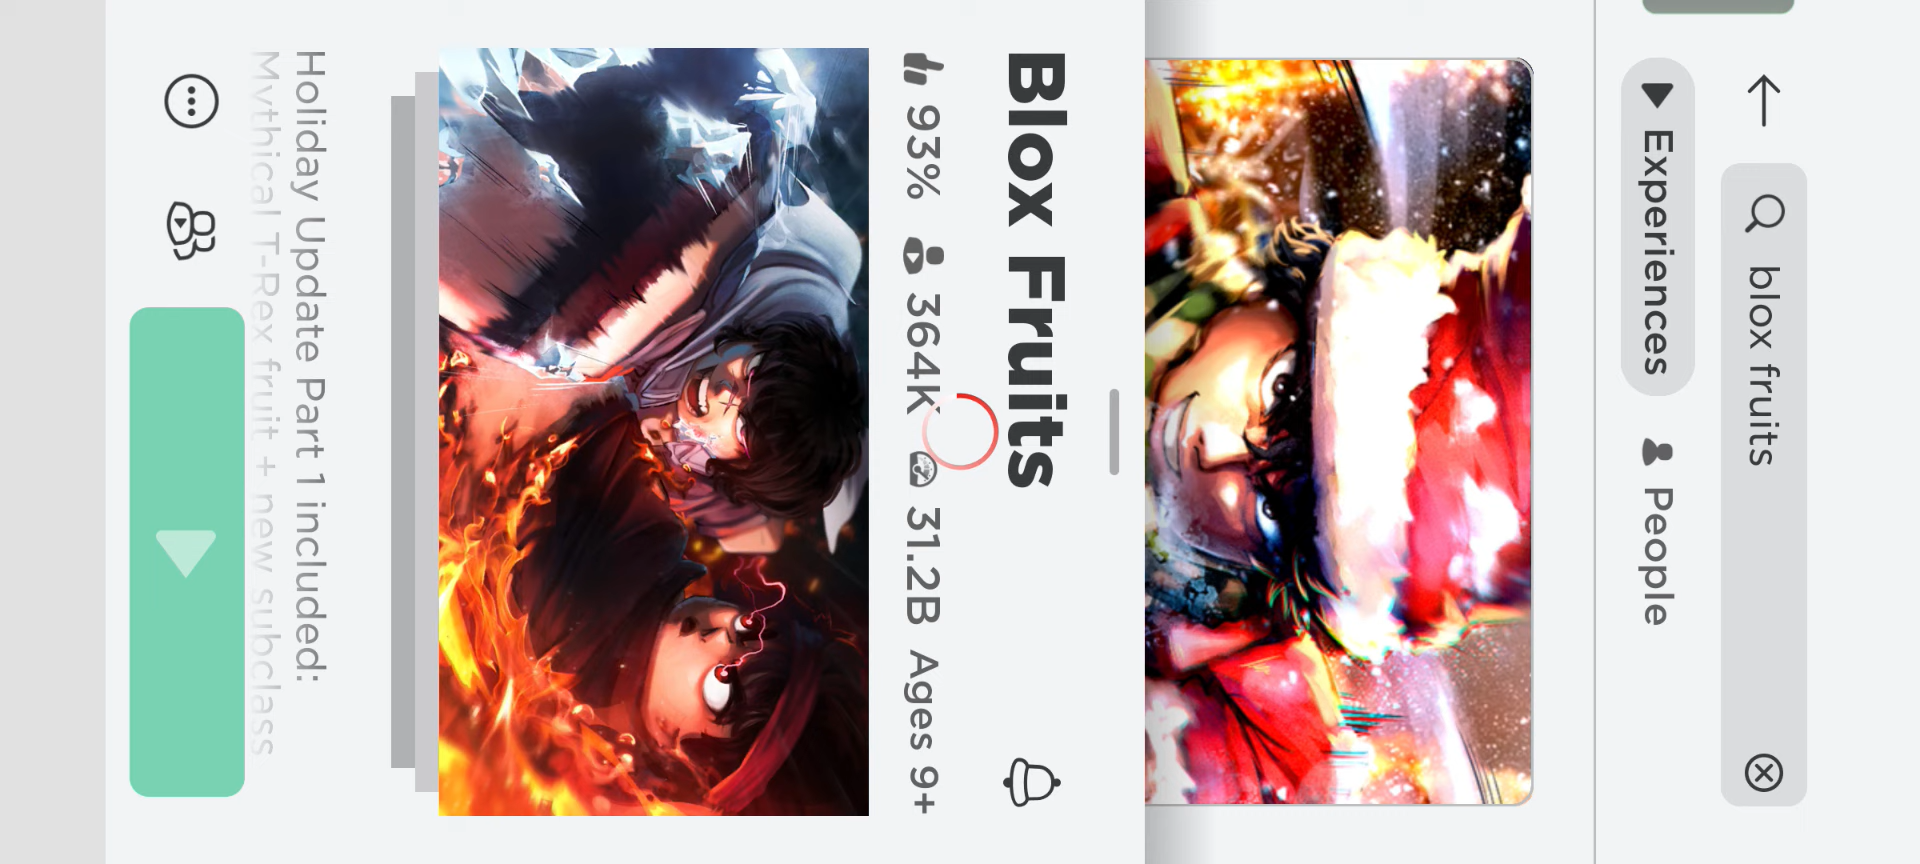 blox fruits
Experiences
People
Blox Fruits
93%
364K
31.2B
Ages 9+
Holiday Update Part 1 included:
Mythical T-Rex fruit + new subclass